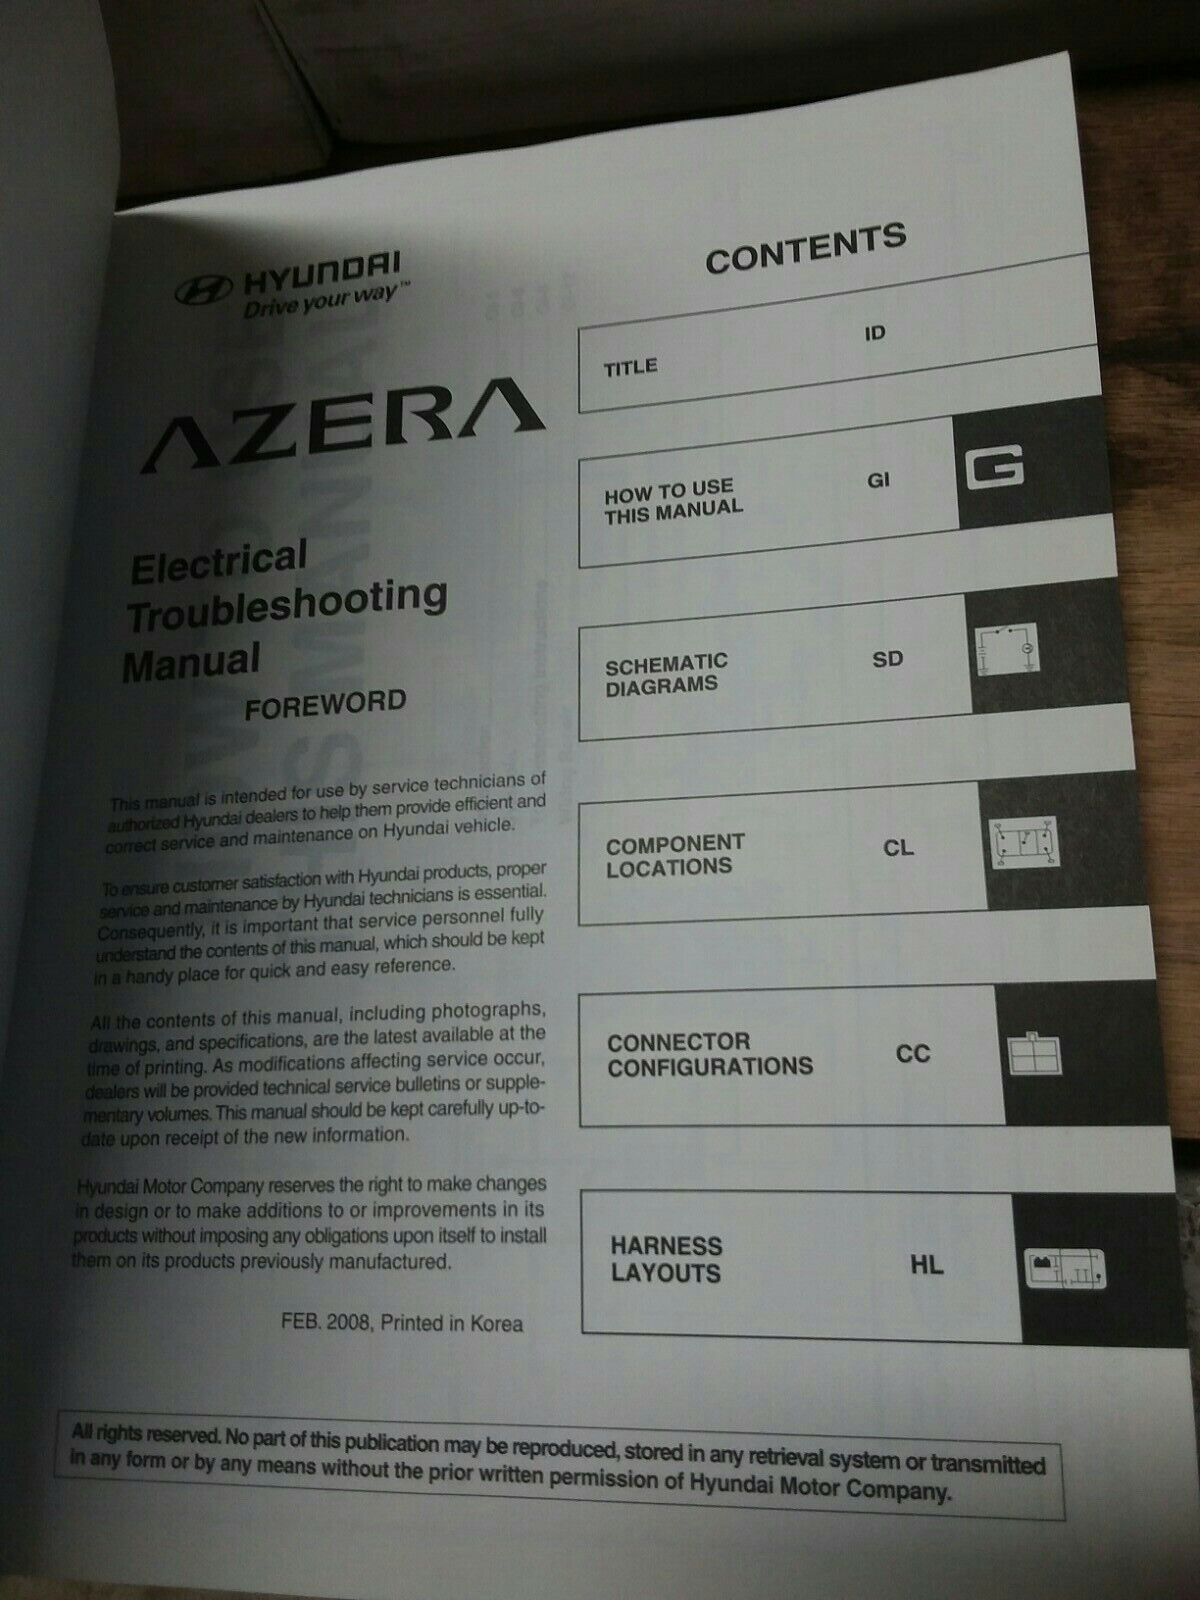 HYUNDAI
Drive your way™
AZERA
Electrical
Troubleshooting
Manual
FOREWORD
This manual is intended for use by service technicians of
authorized Hyundai dealers to help them provide efficient and
correct service and maintenance on Hyundai vehicle.
To ensure customer satisfaction with Hyundai products, proper
service and maintenance by Hyundai technicians is essential.
Consequently, it is important that service personnel fully
understand the contents of this manual, which should be kept
in a handy place for quick and easy reference.
All the contents of this manual, including photographs,
drawings, and specifications, are the latest available at the
time of printing. As modifications affecting service occur,
dealers will be provided technical service bulletins or supple-
mentary volumes. This manual should be kept carefully up-to-
date upon receipt of the new information.
Hyundai Motor Company reserves the right to make changes
in design or to make additions to or improvements in its
products without imposing any obligations upon itself to install
them on its products previously manufactured.
FEB. 2008, Printed in Korea
CONTENTS
TITLE ID
HOW TO USE
THIS MANUAL GI G
SCHEMATIC
DIAGRAMS SD
COMPONENT
LOCATIONS CL
CONNECTOR
CONFIGURATIONS CC
HARNESS
LAYOUTS HL
All rights reserved. No part of this publication may be reproduced, stored in any retrieval system or transmitted
in any form or by any means without the prior written permission of Hyundai Motor Company.